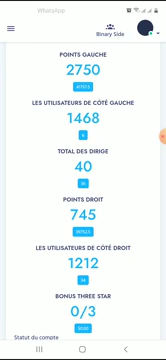 WhatsApp
Binary Side
POINTS GAUCHE
2750
LES UTILISATEURS DE CÔTÉ GAUCHE
1468
TOTAL DES DIRIGE
40
POINTS DROIT
745
LES UTILISATEURS DE CÔTÉ DROIT
1212
BONUS THREE STAR
0/3
Statut du compte